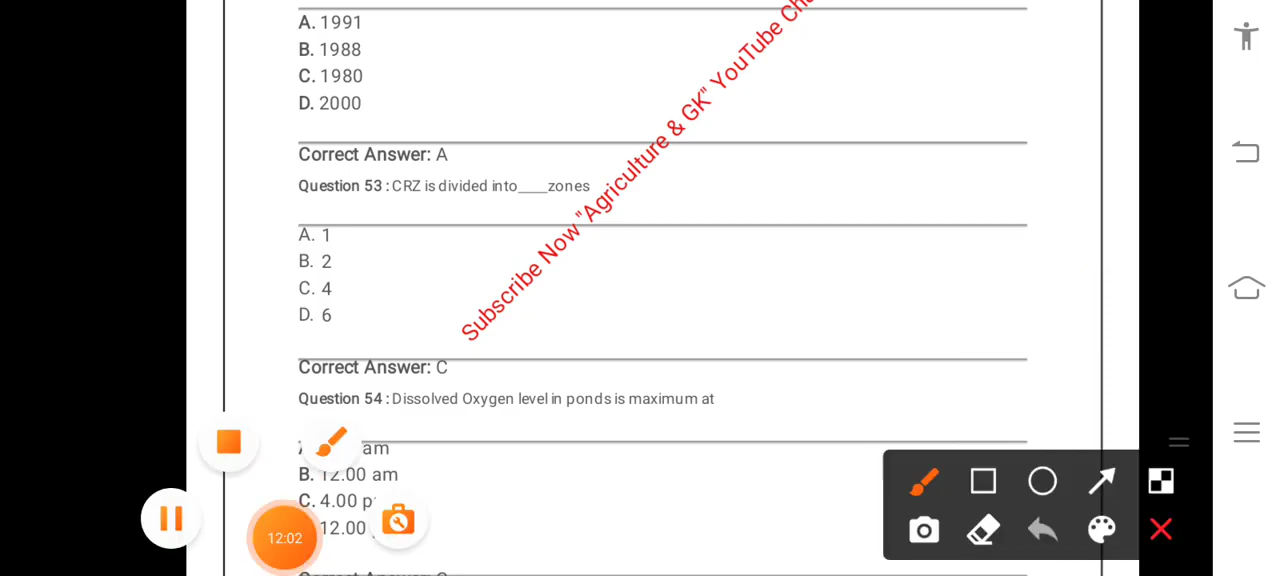 A. 1991
B. 1988
C. 1980
D. 2000
Correct Answer: A
Question 53 : CRZ is divided into____zones
A. 1
B. 2
C. 4
D. 6
Subscribe Now "Agriculture & GK" YouTube
Correct Answer: C
Question 54 : Dissolved Oxygen level in ponds is maximum at
am
B. 12.00 am
C. 4.00 p
12.00
12:02